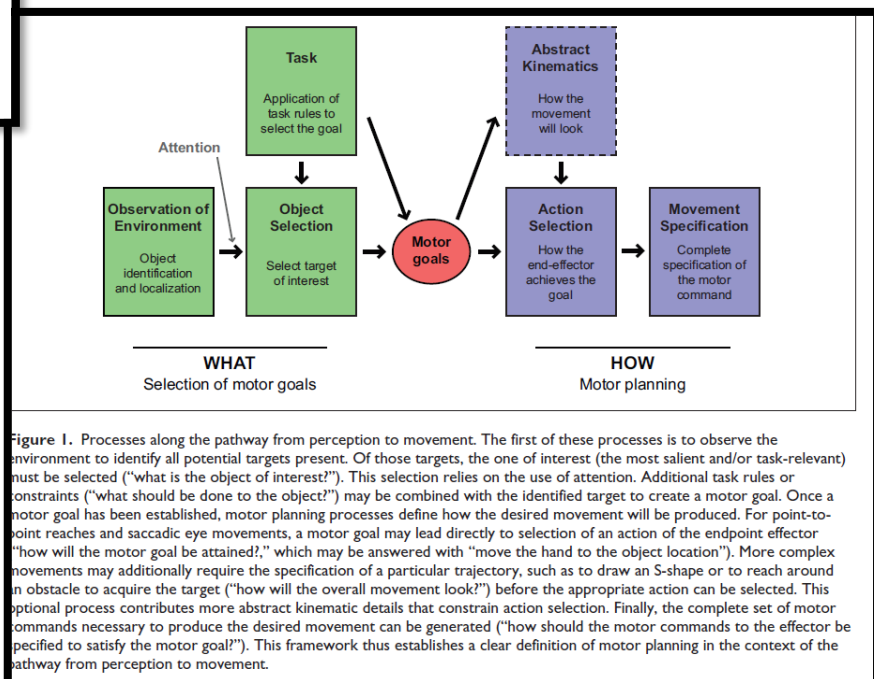 Task
Application of
task rules to
select the goal
Abstract
Kinematics
How the
movement
will look
Attention
Observation of
Environment
Object
identification
and localization
Object
Selection
Select target
of interest
Motor
goals
Action
Selection
How the
end-effector
achieves the
goal
Movement
Specification
Complete
specification of
the motor
command
WHAT
Selection of motor goals
HOW
Motor planning
Figure 1. Processes along the pathway from perception to movement. The first of these processes is to observe the
environment to identify all potential targets present. Of those targets, the one of interest (the most salient and/or task-relevant)
must be selected ("what is the object of interest?"). This selection relies on the use of attention. Additional task rules or
constraints ("what should be done to the object?") may be combined with the identified target to create a motor goal. Once a
motor goal has been established, motor planning processes define how the desired movement will be produced. For point-to-
point reaches and saccadic eye movements, a motor goal may lead directly to selection of an action of the endpoint effector
"how will the motor goal be attained?," which may be answered with "move the hand to the object location"). More complex
movements may additionally require the specification of a particular trajectory, such as to draw an S-shape or to reach around
an obstacle to acquire the target ("how will the overall movement look?") before the appropriate action can be selected. This
optional process contributes more abstract kinematic details that constrain action selection. Finally, the complete set of motor
commands necessary to produce the desired movement can be generated ("how should the motor commands to the effector be
specified to satisfy the motor goal?"). This framework thus establishes a clear definition of motor planning in the context of the
pathway from perception to movement.